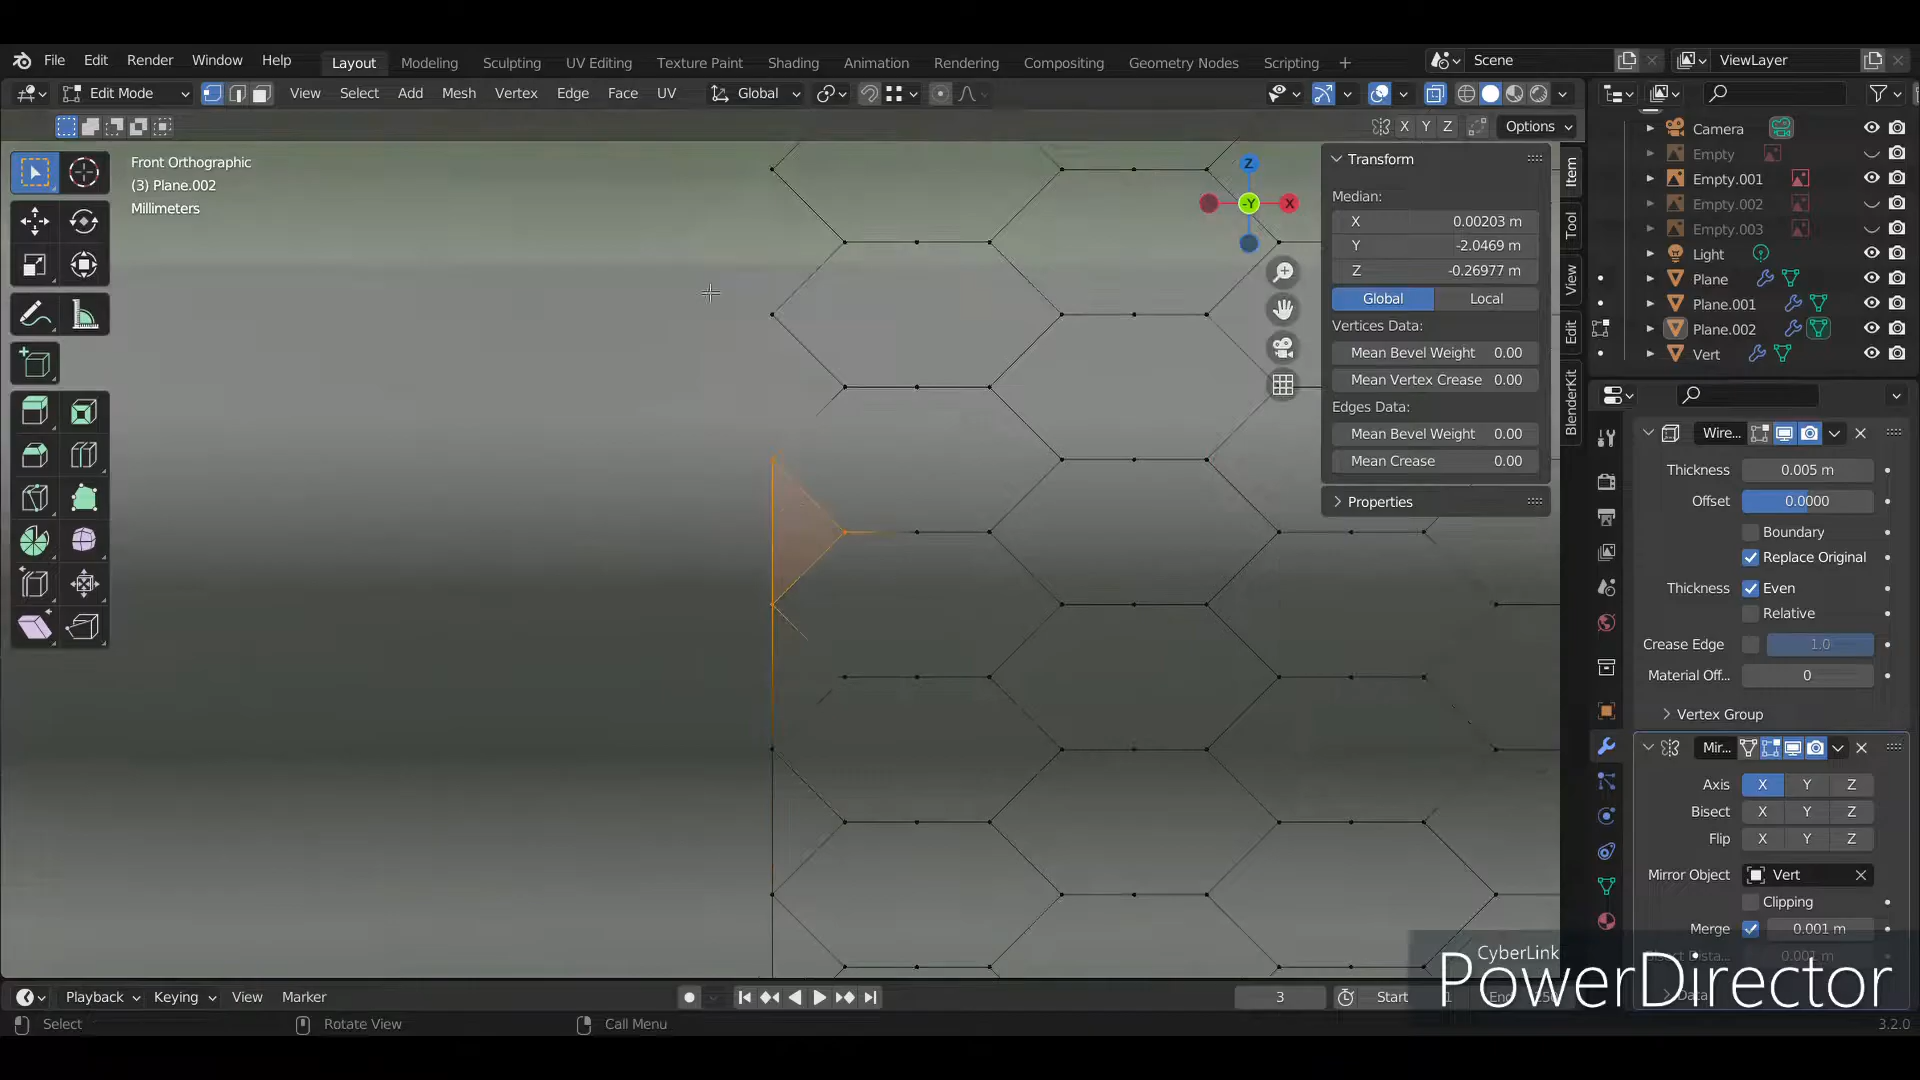 File Edit Render Window Help Layout Modeling Sculpting UV Editing Texture Paint Shading Animation Rendering Compositing Geometry Nodes Scripting + Scene ViewLayer
Edit Mode View Select Add Mesh Vertex Edge Face UV Global
X Y Z Options
Front Orthographic
(3) Plane.002
Millimeters
Z
-Y
X
Transform
Median:
X 0.00203 m
Y -2.0469 m
Z -0.26977 m
Global Local
Vertices Data:
Mean Bevel Weight 0.00
Mean Vertex Crease 0.00
Edges Data:
Mean Bevel Weight 0.00
Mean Crease 0.00
Properties
Item
Tool
View
Edit
BlenderKit
Camera
Empty
Empty.001
Empty.002
Empty.003
Light
Plane
Plane.001
Plane.002
Vert
Wire...
Thickness 0.005 m
Offset 0.0000
Boundary
Replace Original
Thickness Even
Relative
Crease Edge 1.0
Material Off... 0
Vertex Group
Mir...
Axis X Y Z
Bisect X Y Z
Flip X Y Z
Mirror Object Vert
Clipping
Merge 0.001 m
0.001 m
CyberLink
PowerDirector
Playback Keying View Marker 3 Start 1 End
Select Rotate View Call Menu 3.2.0